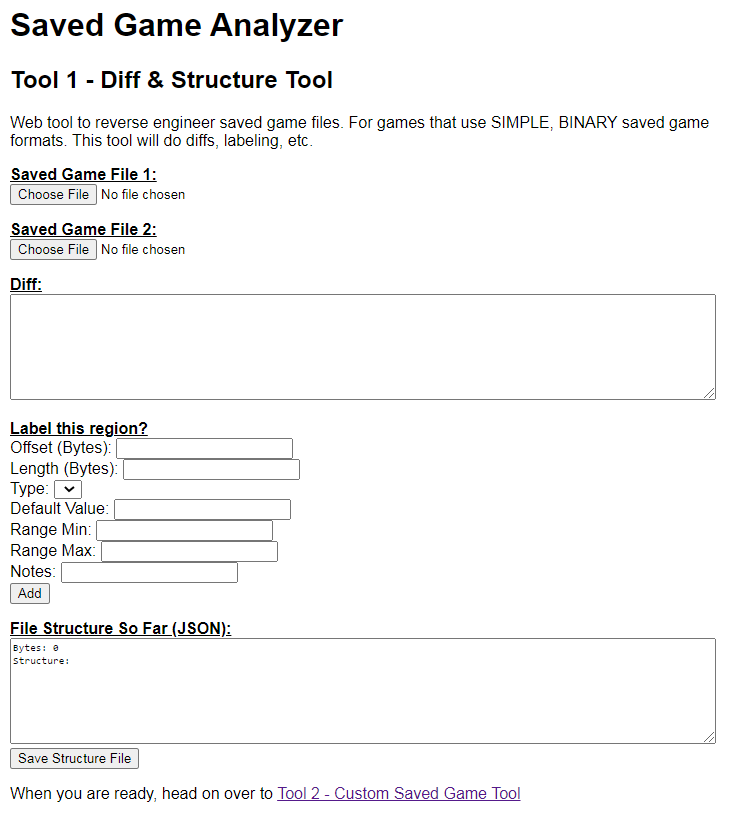 Saved Game Analyzer
Tool 1 - Diff & Structure Tool
Web tool to reverse engineer saved game files. For games that use SIMPLE, BINARY saved game
formats. This tool will do diffs, labeling, etc.
Saved Game File 1:
Choose File No file chosen
Saved Game File 2:
Choose File No file chosen
Diff:
Label this region?
Offset (Bytes):
Length (Bytes):
Type:
Default Value:
Range Min:
Range Max:
Notes:
Add
File Structure So Far (JSON):
Bytes: 0
Structure:
Save Structure File
When you are ready, head on over to Tool 2 - Custom Saved Game Tool